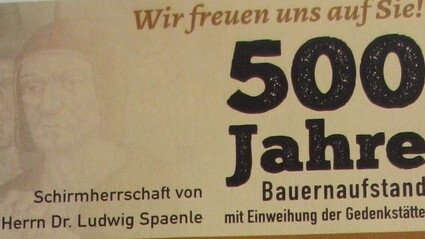 Wir freuen uns auf Sie!
500
Jahre
Bauernaufstand
mit Einweihung der Gedenkstätte
Schirmherrschaft von
Herrn Dr. Ludwig Spaenle